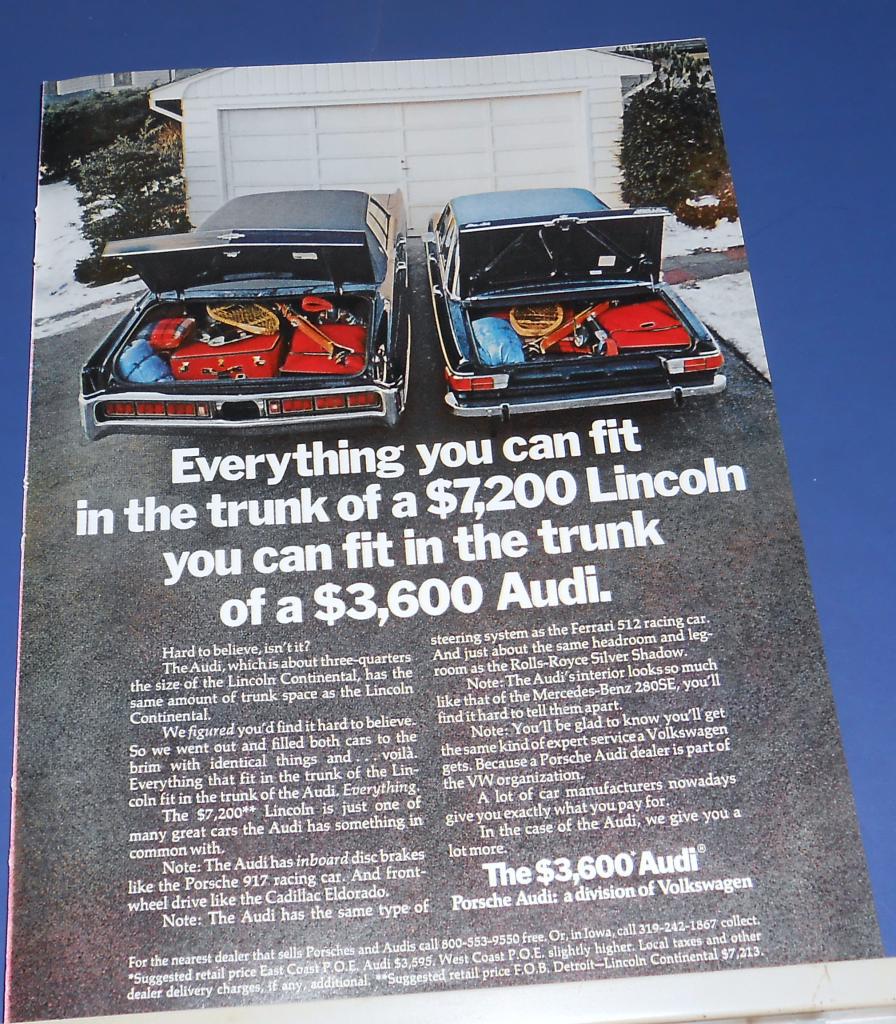 Everything you can fit
in the trunk of a $7,200 Lincoln
you can fit in the trunk
of a $3,600 Audi.
Hard to believe, isn't it?
The Audi, which is about three-quarters
the size of the Lincoln Continental, has the
same amount of trunk space as the Lincoln
Continental.
We figured you'd find it hard to believe.
So we went out and filled both cars to the
brim with identical things and . . . voilà.
Everything that fit in the trunk of the Lin-
coln fit in the trunk of the Audi. Everything.
The $7,200** Lincoln is just one of
many great cars the Audi has something in
common with.
Note: The Audi has inboard disc brakes
like the Porsche 917 racing car. And front-
wheel drive like the Cadillac Eldorado.
Note: The Audi has the same type of
steering system as the Ferrari 512 racing car.
And just about the same headroom and leg-
room as the Rolls-Royce Silver Shadow.
Note: The Audi's interior looks so much
like that of the Mercedes-Benz 280SE, you'll
find it hard to tell them apart.
Note: You'll be glad to know you'll get
the same kind of expert service a Volkswagen
gets. Because a Porsche Audi dealer is part of
the VW organization.
A lot of car manufacturers nowadays
give you exactly what you pay for.
In the case of the Audi, we give you a
lot more.
The $3,600* Audi®
Porsche Audi: a division of Volkswagen
For the nearest dealer that sells Porsches and Audis call 800-553-9550 free. Or, in Iowa, call 319-242-1867 collect.
*Suggested retail price East Coast P.O.E. Audi $3,595. West Coast P.O.E. slightly higher. Local taxes and other
dealer delivery charges, if any, additional. **Suggested retail price F.O.B. Detroit—Lincoln Continental $7,213.